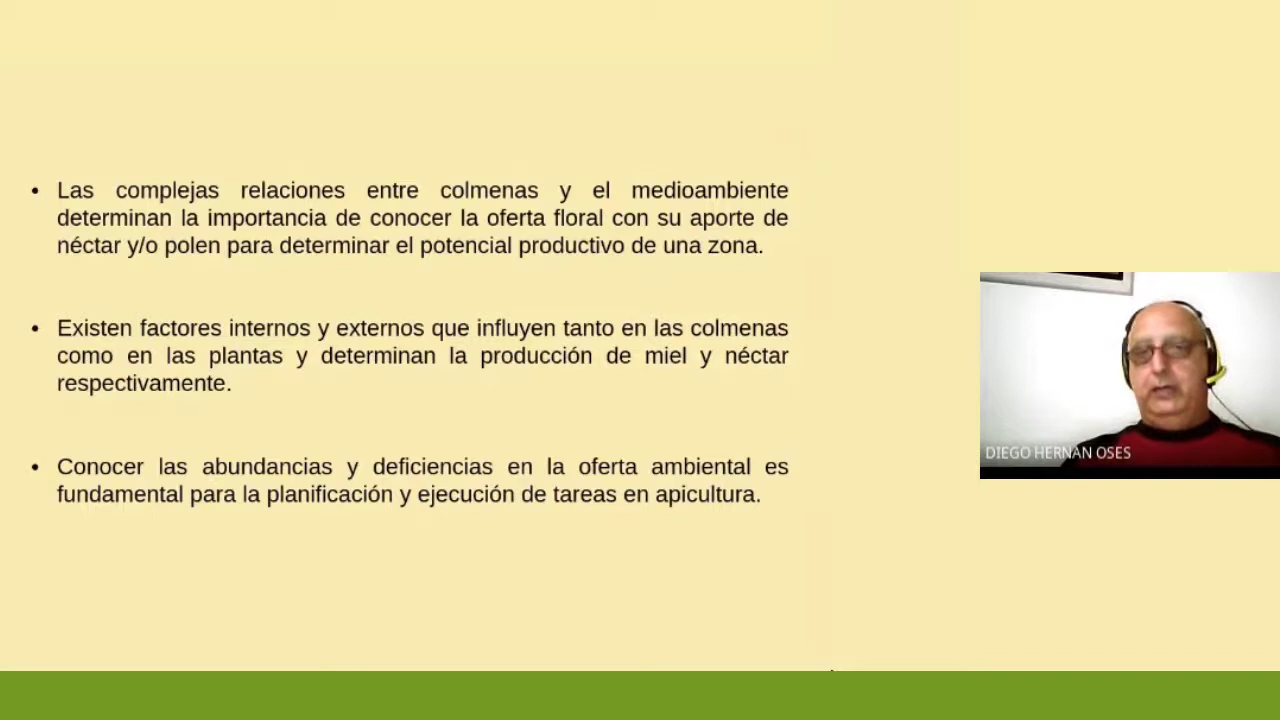 • Las complejas relaciones entre colmenas y el medioambiente
determinan la importancia de conocer la oferta floral con su aporte de
néctar y/o polen para determinar el potencial productivo de una zona.
• Existen factores internos y externos que influyen tanto en las colmenas
como en las plantas y determinan la producción de miel y néctar
respectivamente.
• Conocer las abundancias y deficiencias en la oferta ambiental es
fundamental para la planificación y ejecución de tareas en apicultura.
DIEGO HERNAN OSES